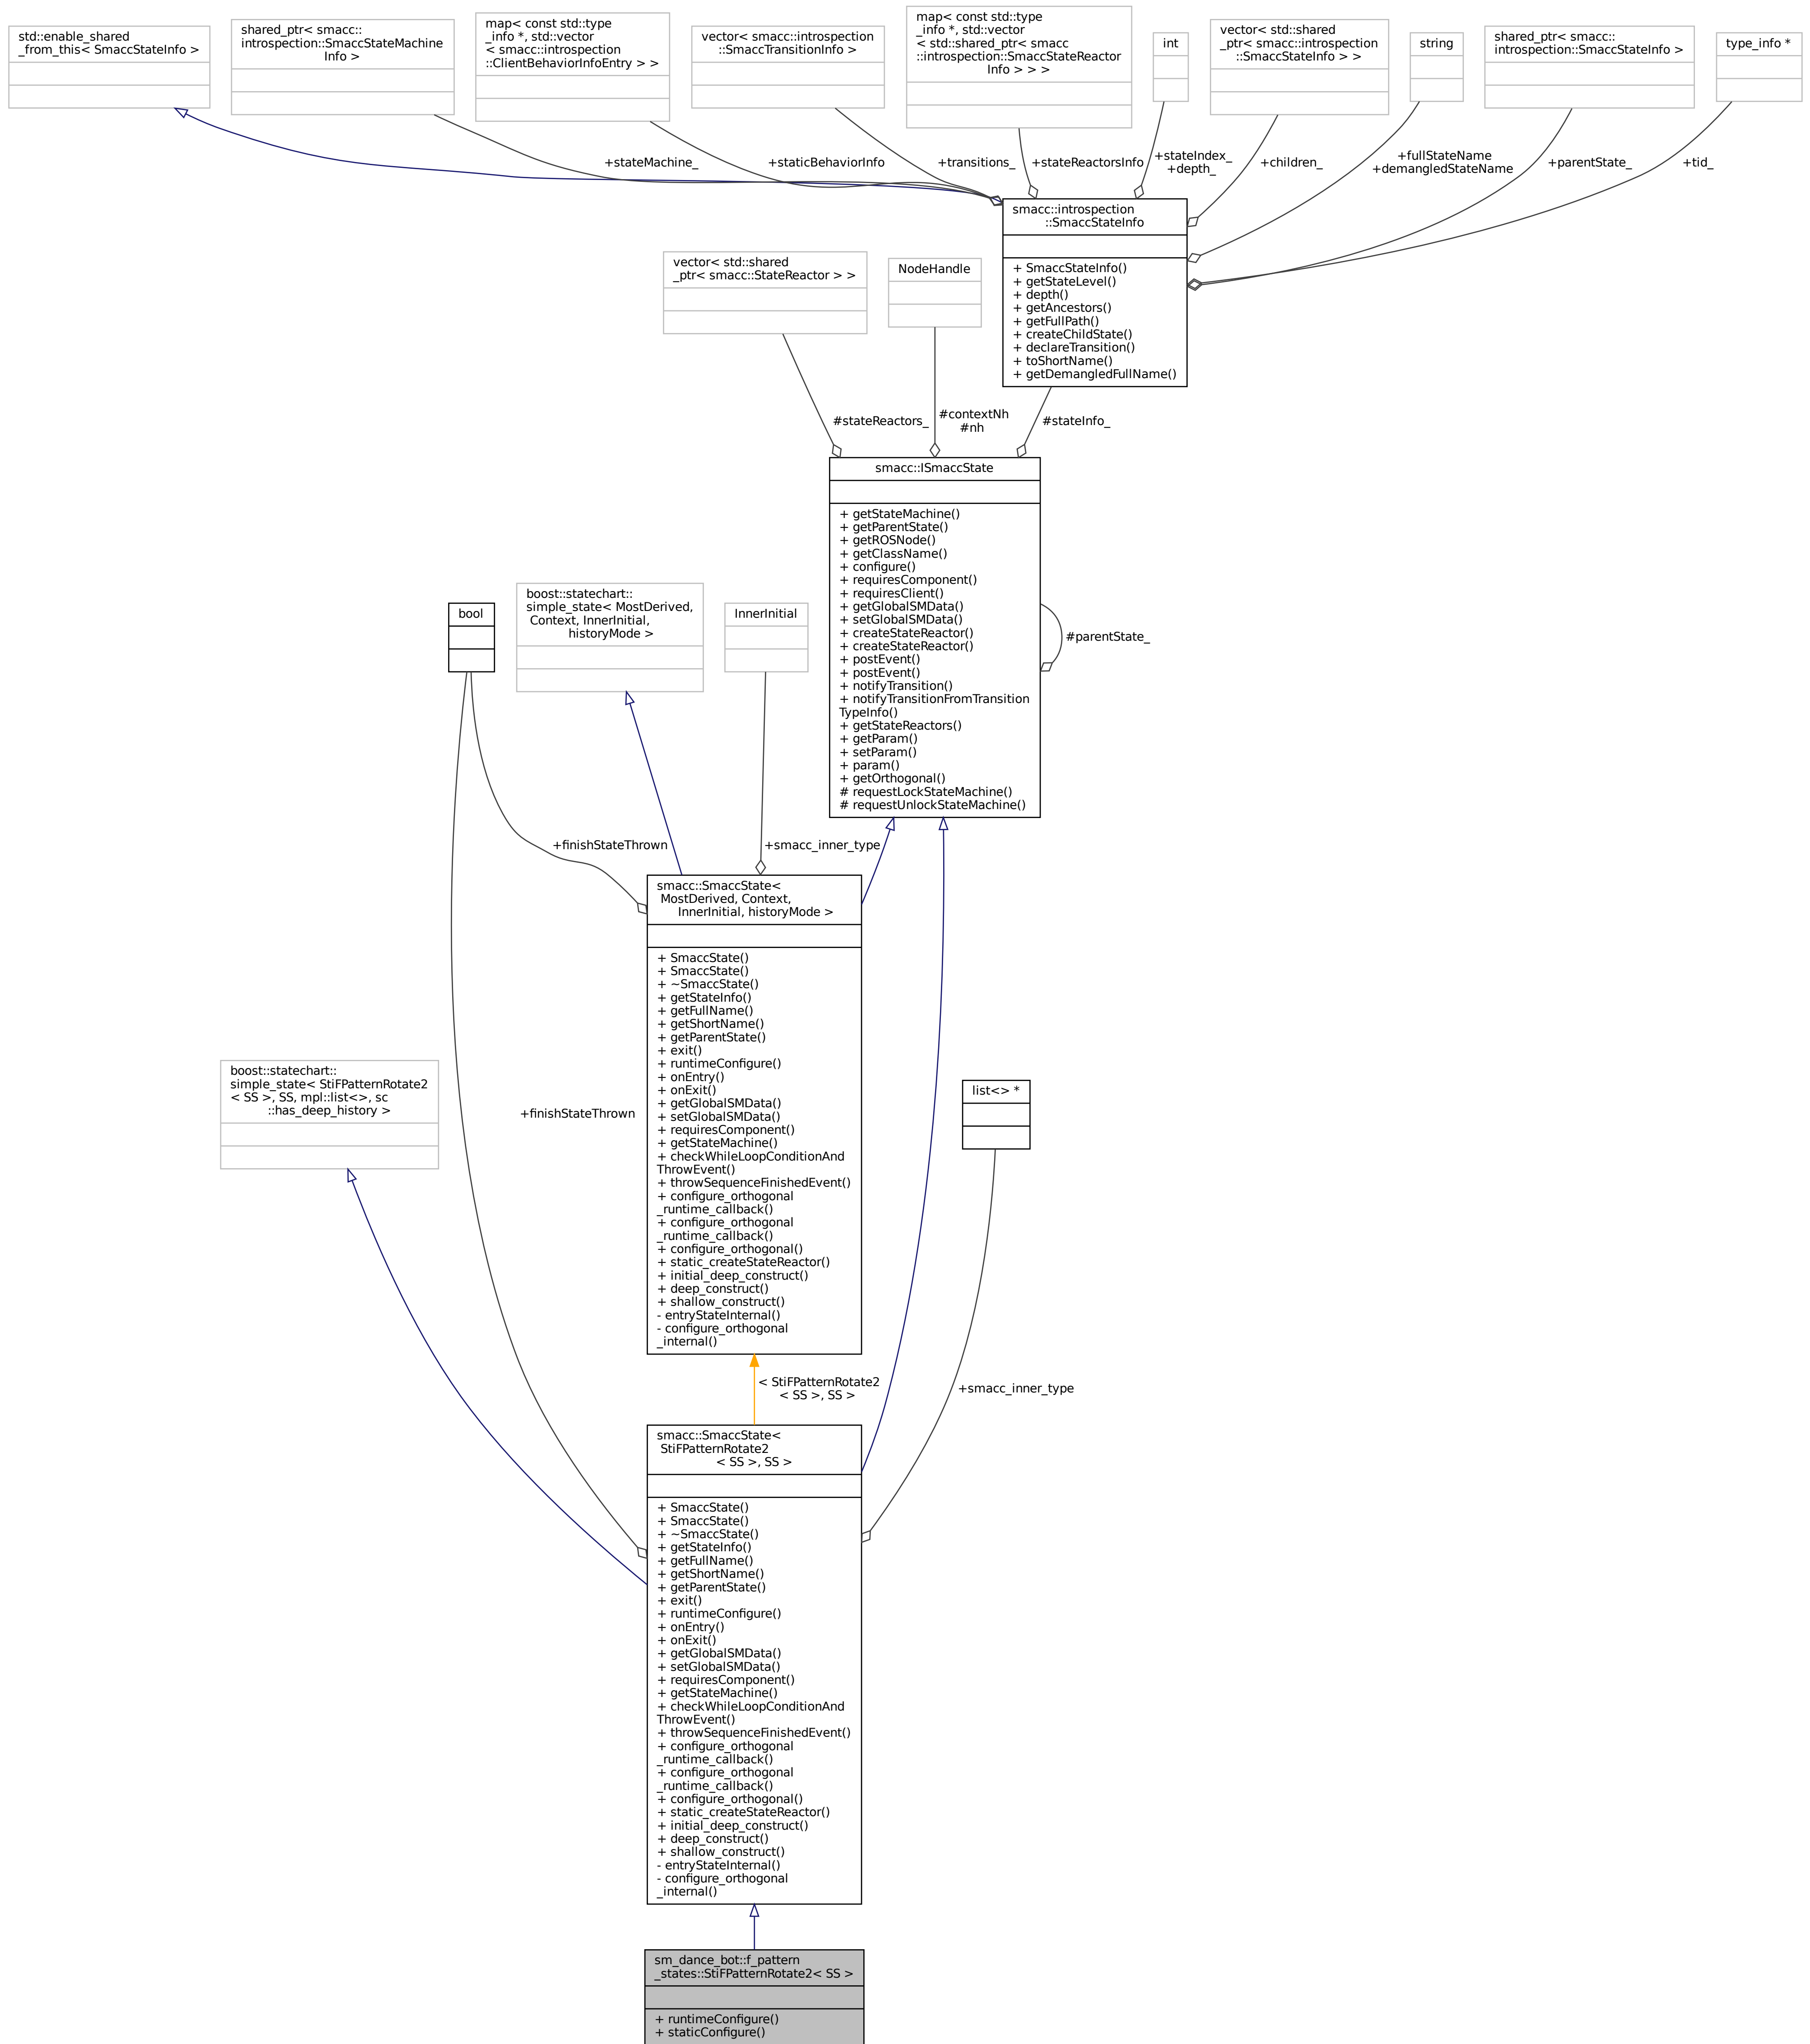 std::enable_shared
_from_this< SmaccStateInfo >
shared_ptr< smacc::
introspection::SmaccStateMachine
Info >
map< const std::type
_info *, std::vector
< smacc::introspection
::ClientBehaviorInfoEntry > >
vector< smacc::introspection
::SmaccTransitionInfo >
map< const std::type
_info *, std::vector
< std::shared_ptr< smacc
::introspection::SmaccStateReactor
Info > > >
int
vector< std::shared
_ptr< smacc::introspection
::SmaccStateInfo > >
string
shared_ptr< smacc::
introspection::SmaccStateInfo >
type_info *
+stateMachine_
+staticBehaviorInfo
+transitions_
+stateReactorsInfo
+stateIndex_
+depth_
+children_
+fullStateName
+demangledStateName
+parentState_
+tid_
smacc::introspection
::SmaccStateInfo
+ SmaccStateInfo()
+ getStateLevel()
+ depth()
+ getAncestors()
+ getFullPath()
+ createChildState()
+ declareTransition()
+ toShortName()
+ getDemangledFullName()
vector< std::shared
_ptr< smacc::StateReactor > >
NodeHandle
#stateReactors_
#contextNh
#nh
#stateInfo_
smacc::ISmaccState
+ getStateMachine()
+ getParentState()
+ getROSNode()
+ getClassName()
+ configure()
+ requiresComponent()
+ requiresClient()
+ getGlobalSMData()
+ setGlobalSMData()
+ createStateReactor()
+ createStateReactor()
+ postEvent()
+ postEvent()
+ notifyTransition()
+ notifyTransitionFromTransition
TypeInfo()
+ getStateReactors()
+ getParam()
+ setParam()
+ param()
+ getOrthogonal()
# requestLockStateMachine()
# requestUnlockStateMachine()
#parentState_
bool
boost::statechart::
simple_state< MostDerived,
Context, InnerInitial,
historyMode >
InnerInitial
+finishStateThrown
+smacc_inner_type
smacc::SmaccState<
MostDerived, Context,
InnerInitial, historyMode >
+ SmaccState()
+ SmaccState()
+ ~SmaccState()
+ getStateInfo()
+ getFullName()
+ getShortName()
+ getParentState()
+ exit()
+ runtimeConfigure()
+ onEntry()
+ onExit()
+ getGlobalSMData()
+ setGlobalSMData()
+ requiresComponent()
+ getStateMachine()
+ checkWhileLoopConditionAnd
ThrowEvent()
+ throwSequenceFinishedEvent()
+ configure_orthogonal
_runtime_callback()
+ configure_orthogonal
_runtime_callback()
+ configure_orthogonal()
+ static_createStateReactor()
+ initial_deep_construct()
+ deep_construct()
+ shallow_construct()
- entryStateInternal()
- configure_orthogonal
_internal()
boost::statechart::
simple_state< StiFPatternRotate2
< SS >, SS, mpl::list<>, sc
::has_deep_history >
+finishStateThrown
list<> *
< StiFPatternRotate2
< SS >, SS >
+smacc_inner_type
smacc::SmaccState<
StiFPatternRotate2
< SS >, SS >
+ SmaccState()
+ SmaccState()
+ ~SmaccState()
+ getStateInfo()
+ getFullName()
+ getShortName()
+ getParentState()
+ exit()
+ runtimeConfigure()
+ onEntry()
+ onExit()
+ getGlobalSMData()
+ setGlobalSMData()
+ requiresComponent()
+ getStateMachine()
+ checkWhileLoopConditionAnd
ThrowEvent()
+ throwSequenceFinishedEvent()
+ configure_orthogonal
_runtime_callback()
+ configure_orthogonal
_runtime_callback()
+ configure_orthogonal()
+ static_createStateReactor()
+ initial_deep_construct()
+ deep_construct()
+ shallow_construct()
- entryStateInternal()
- configure_orthogonal
_internal()
sm_dance_bot::f_pattern
_states::StiFPatternRotate2< SS >
+ runtimeConfigure()
+ staticConfigure()